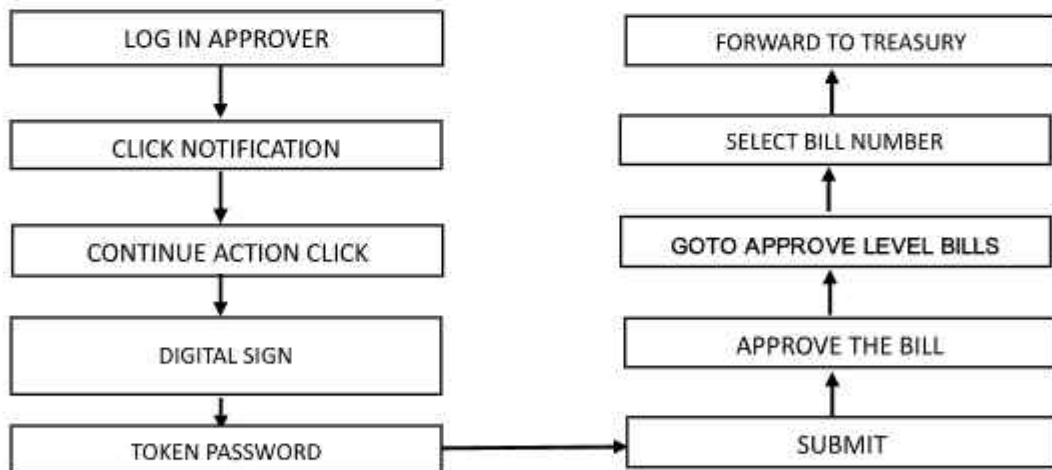 LOG IN APPROVER
CLICK NOTIFICATION
CONTINUE ACTION CLICK
DIGITAL SIGN
TOKEN PASSWORD
SUBMIT
APPROVE THE BILL
GOTO APPROVE LEVEL BILLS
SELECT BILL NUMBER
FORWARD TO TREASURY